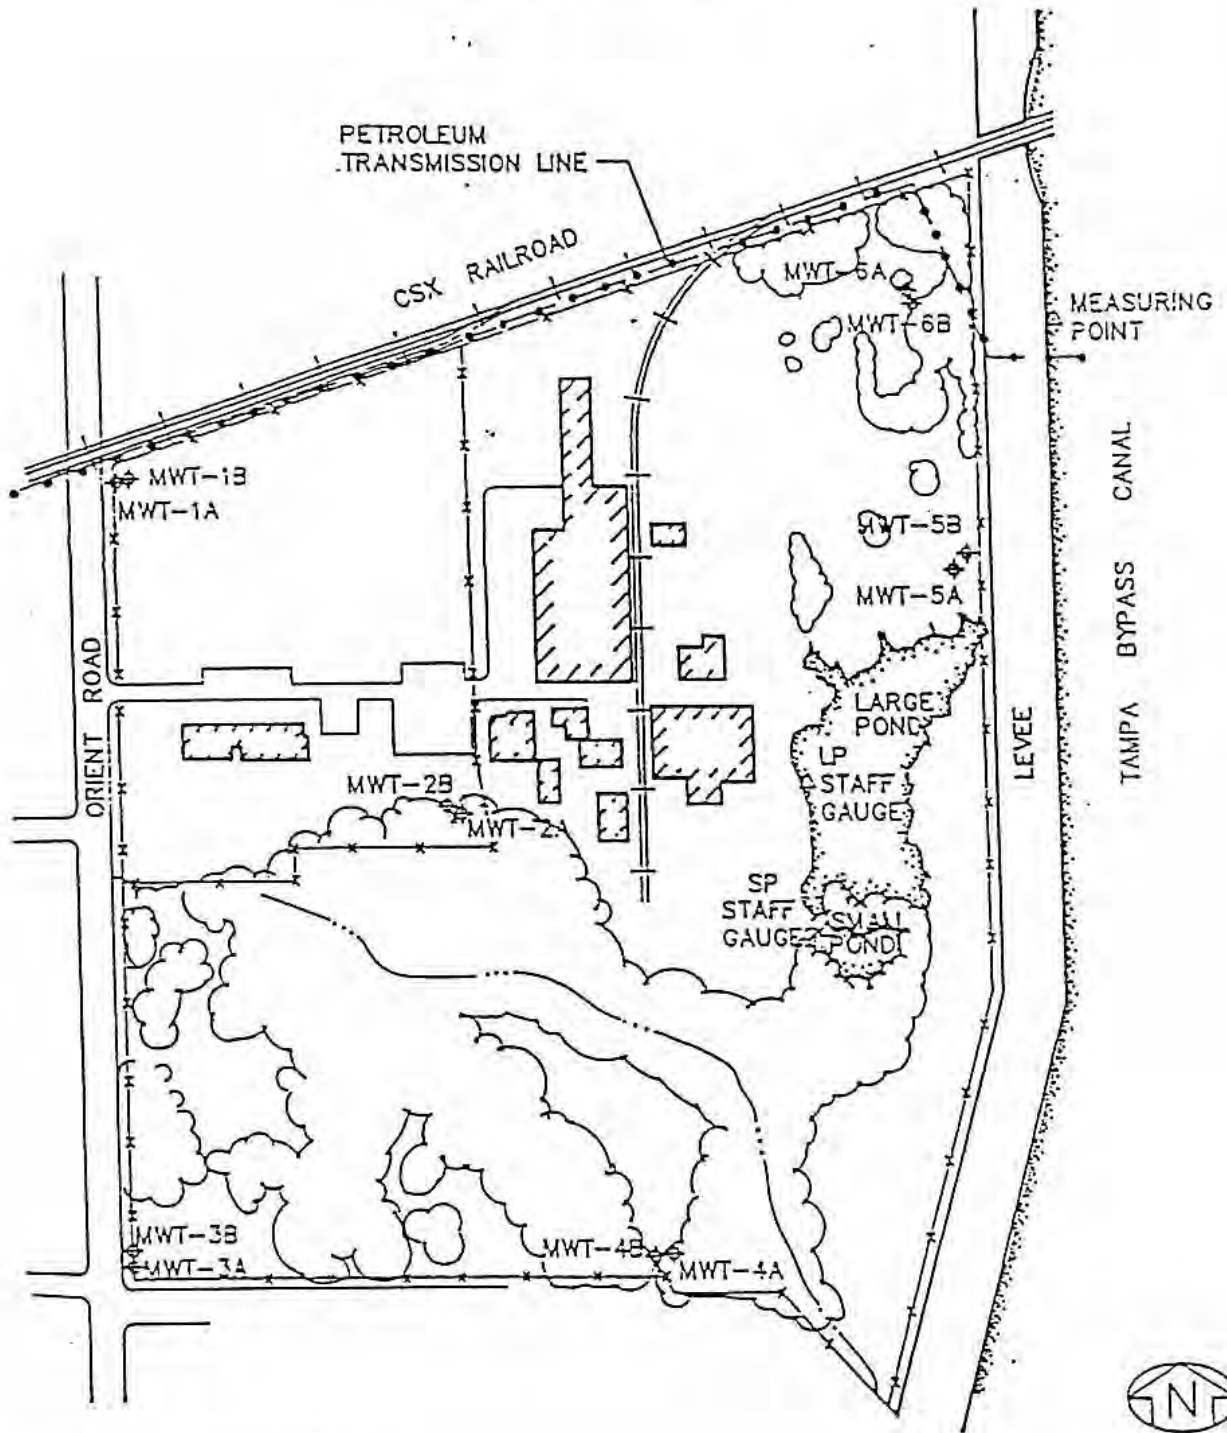 PETROLEUM
TRANSMISSION LINE
CSX RAILROAD
MWT-6A
MWT-6B
MEASURING
POINT
MWT-1B
MWT-1A
MWT-5B
MWT-5A
TAMPA BYPASS CANAL
ORIENT ROAD
LARGE
POND
LEVEE
LP
STAFF
GAUGE
MWT-2B
MWT-2A
SP
STAFF
GAUGE
SMALL
POND
MWT-3B
MWT-3A
MWT-4B
MWT-4A
N